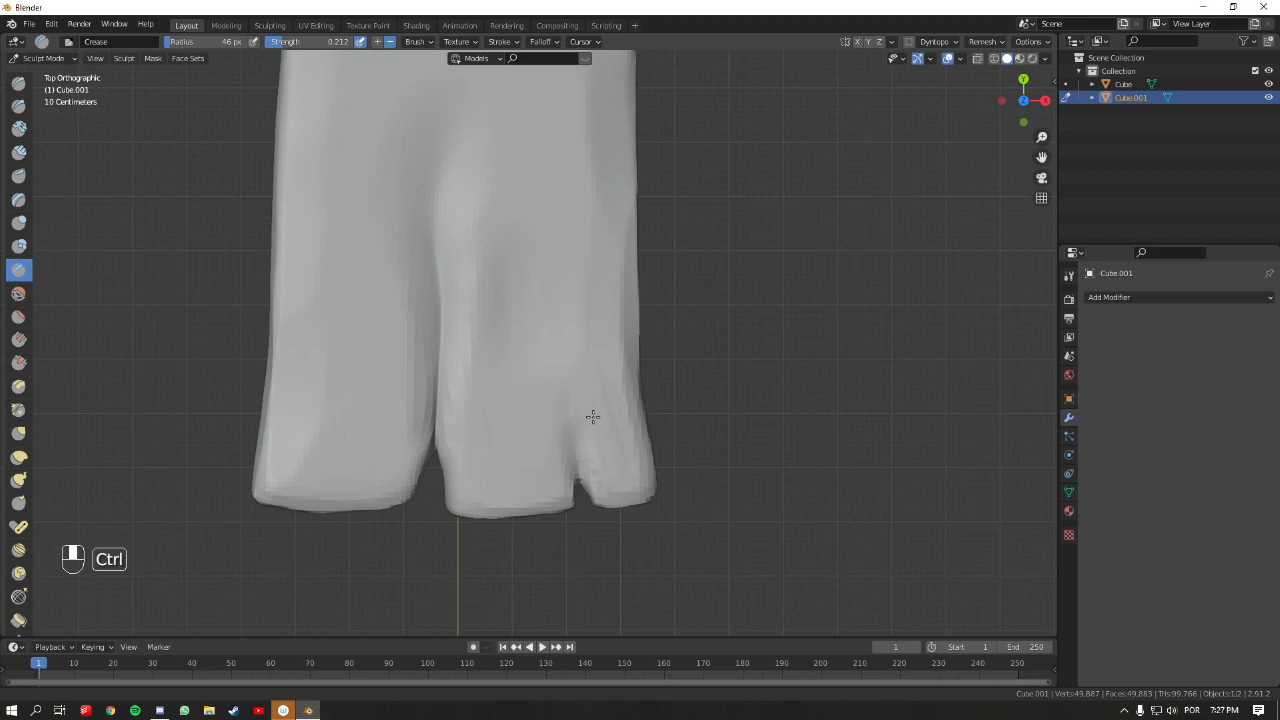 Blender
File Edit Render Window Help Layout Modeling Sculpting UV Editing Texture Paint Shading Animation Rendering Compositing Scripting + Scene View Layer
Crease Radius 46 px Strength 0.212 + − Brush Texture Stroke Falloff Cursor X Y Z Dyntopo Remesh Options
Sculpt Mode View Sculpt Mask Face Sets Models
Scene Collection
Top Orthographic
(1) Cube.001
10 Centimeters
Collection
Cube
Cube.001
Y
Z X
Cube.001
Add Modifier
Ctrl
Playback Keying View Marker 1 Start 1 End 250
1 10 20 30 40 50 60 70 80 90 100 110 120 130 140 150 160 170 180 190 200 210 220 230 240 250
Cube.001 | Verts:49,887 | Faces:49,883 | Tris:99,766 | Objects:1/2 | 2.91.2
POR 7:27 PM